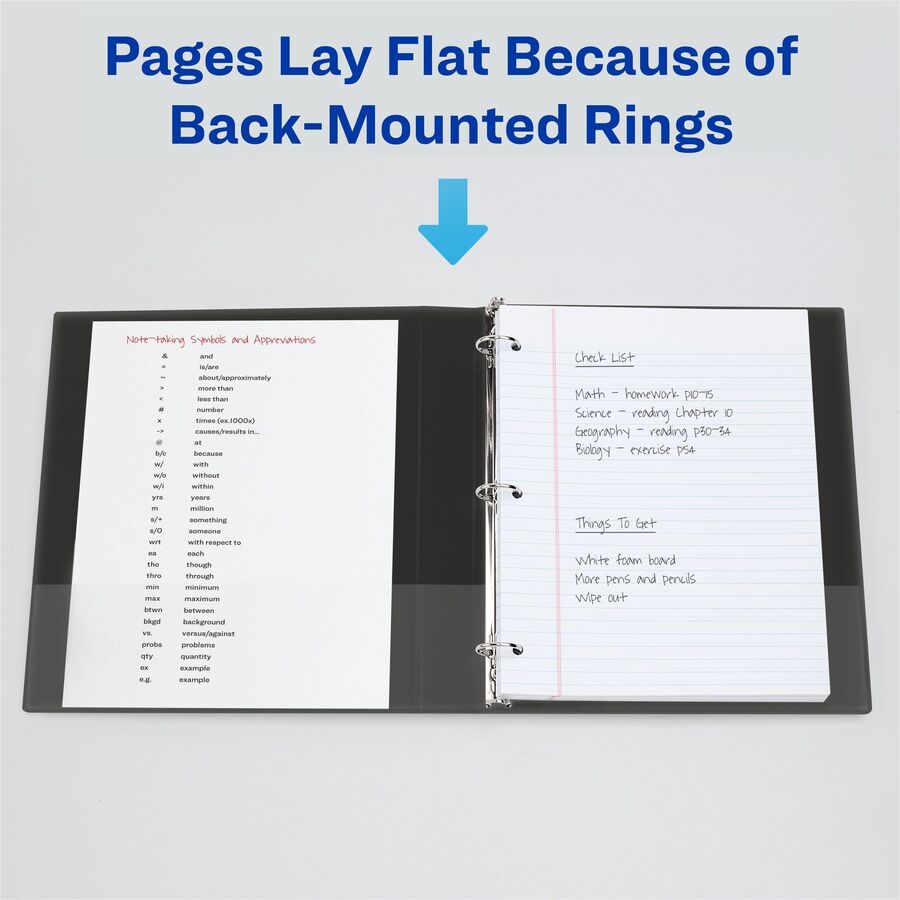 Pages Lay Flat Because of
Back-Mounted Rings
Note-taking Symbols and Appreviations
& and
= is/are
~ about/approximately
> more than
< less than
# number
x times (ex.1000x)
-> causes/results in...
@ at
b/c because
w/ with
w/o without
w/i within
yrs years
m million
s/+ something
s/O someone
wrt with respect to
ea each
tho though
thro through
min minimum
max maximum
btwn between
bkgd background
vs. versus/against
probs problems
qty quantity
ex example
e.g. example
Check List
Math - homework p10-15
Science - reading Chapter 10
Geography - reading p30-34
Biology - exercise p54
Things To Get
White foam board
More pens and pencils
Wipe out